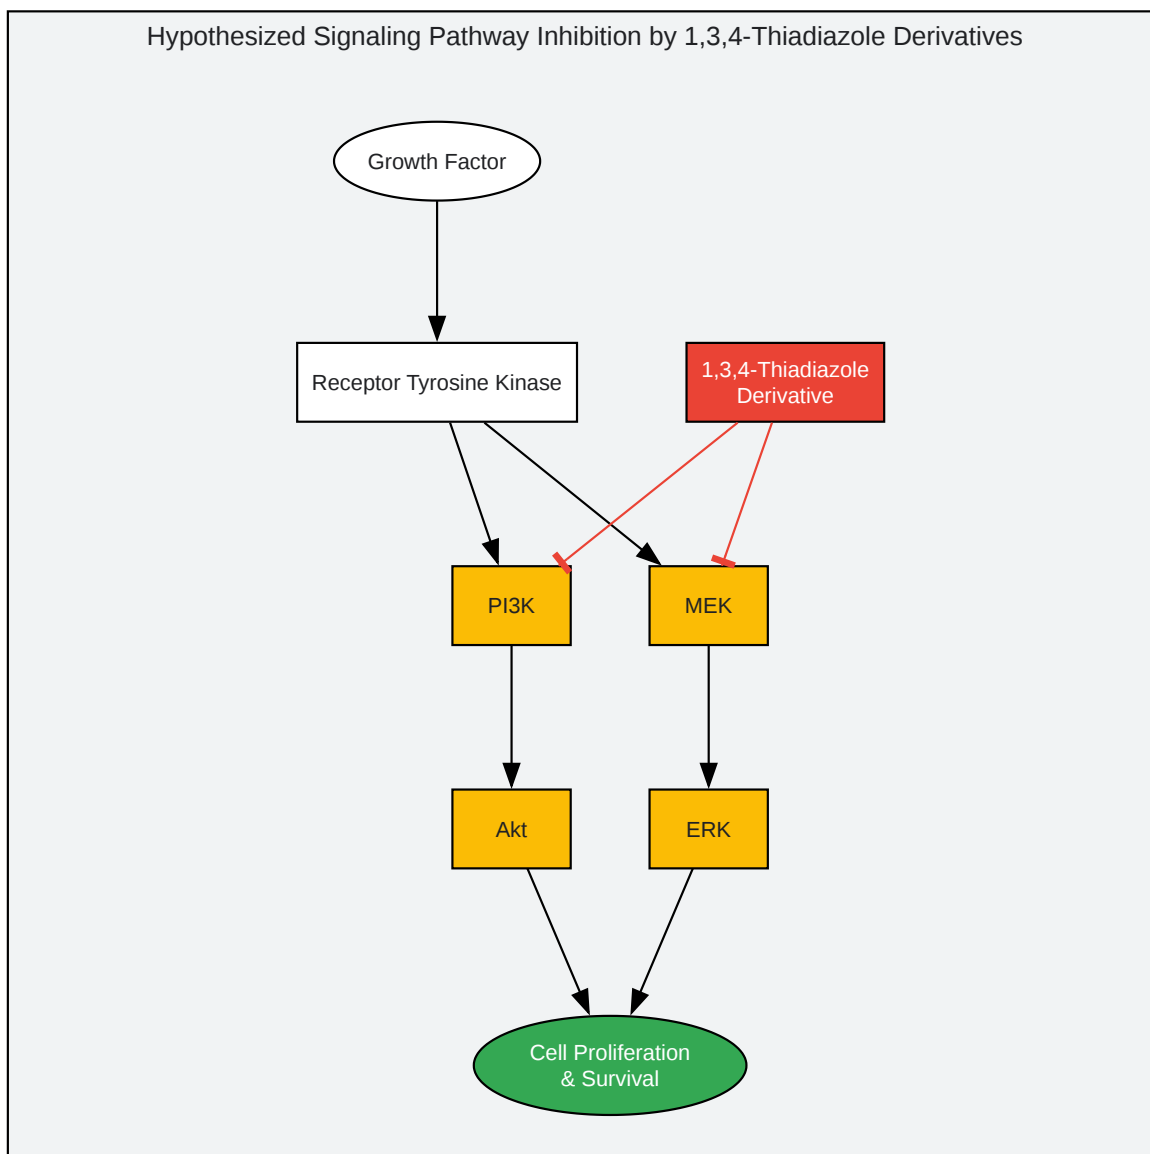 Hypothesized Signaling Pathway Inhibition by 1,3,4-Thiadiazole Derivatives
Growth Factor
Receptor Tyrosine Kinase
1,3,4-Thiadiazole
Derivative
PI3K
MEK
Akt
ERK
Cell Proliferation
& Survival